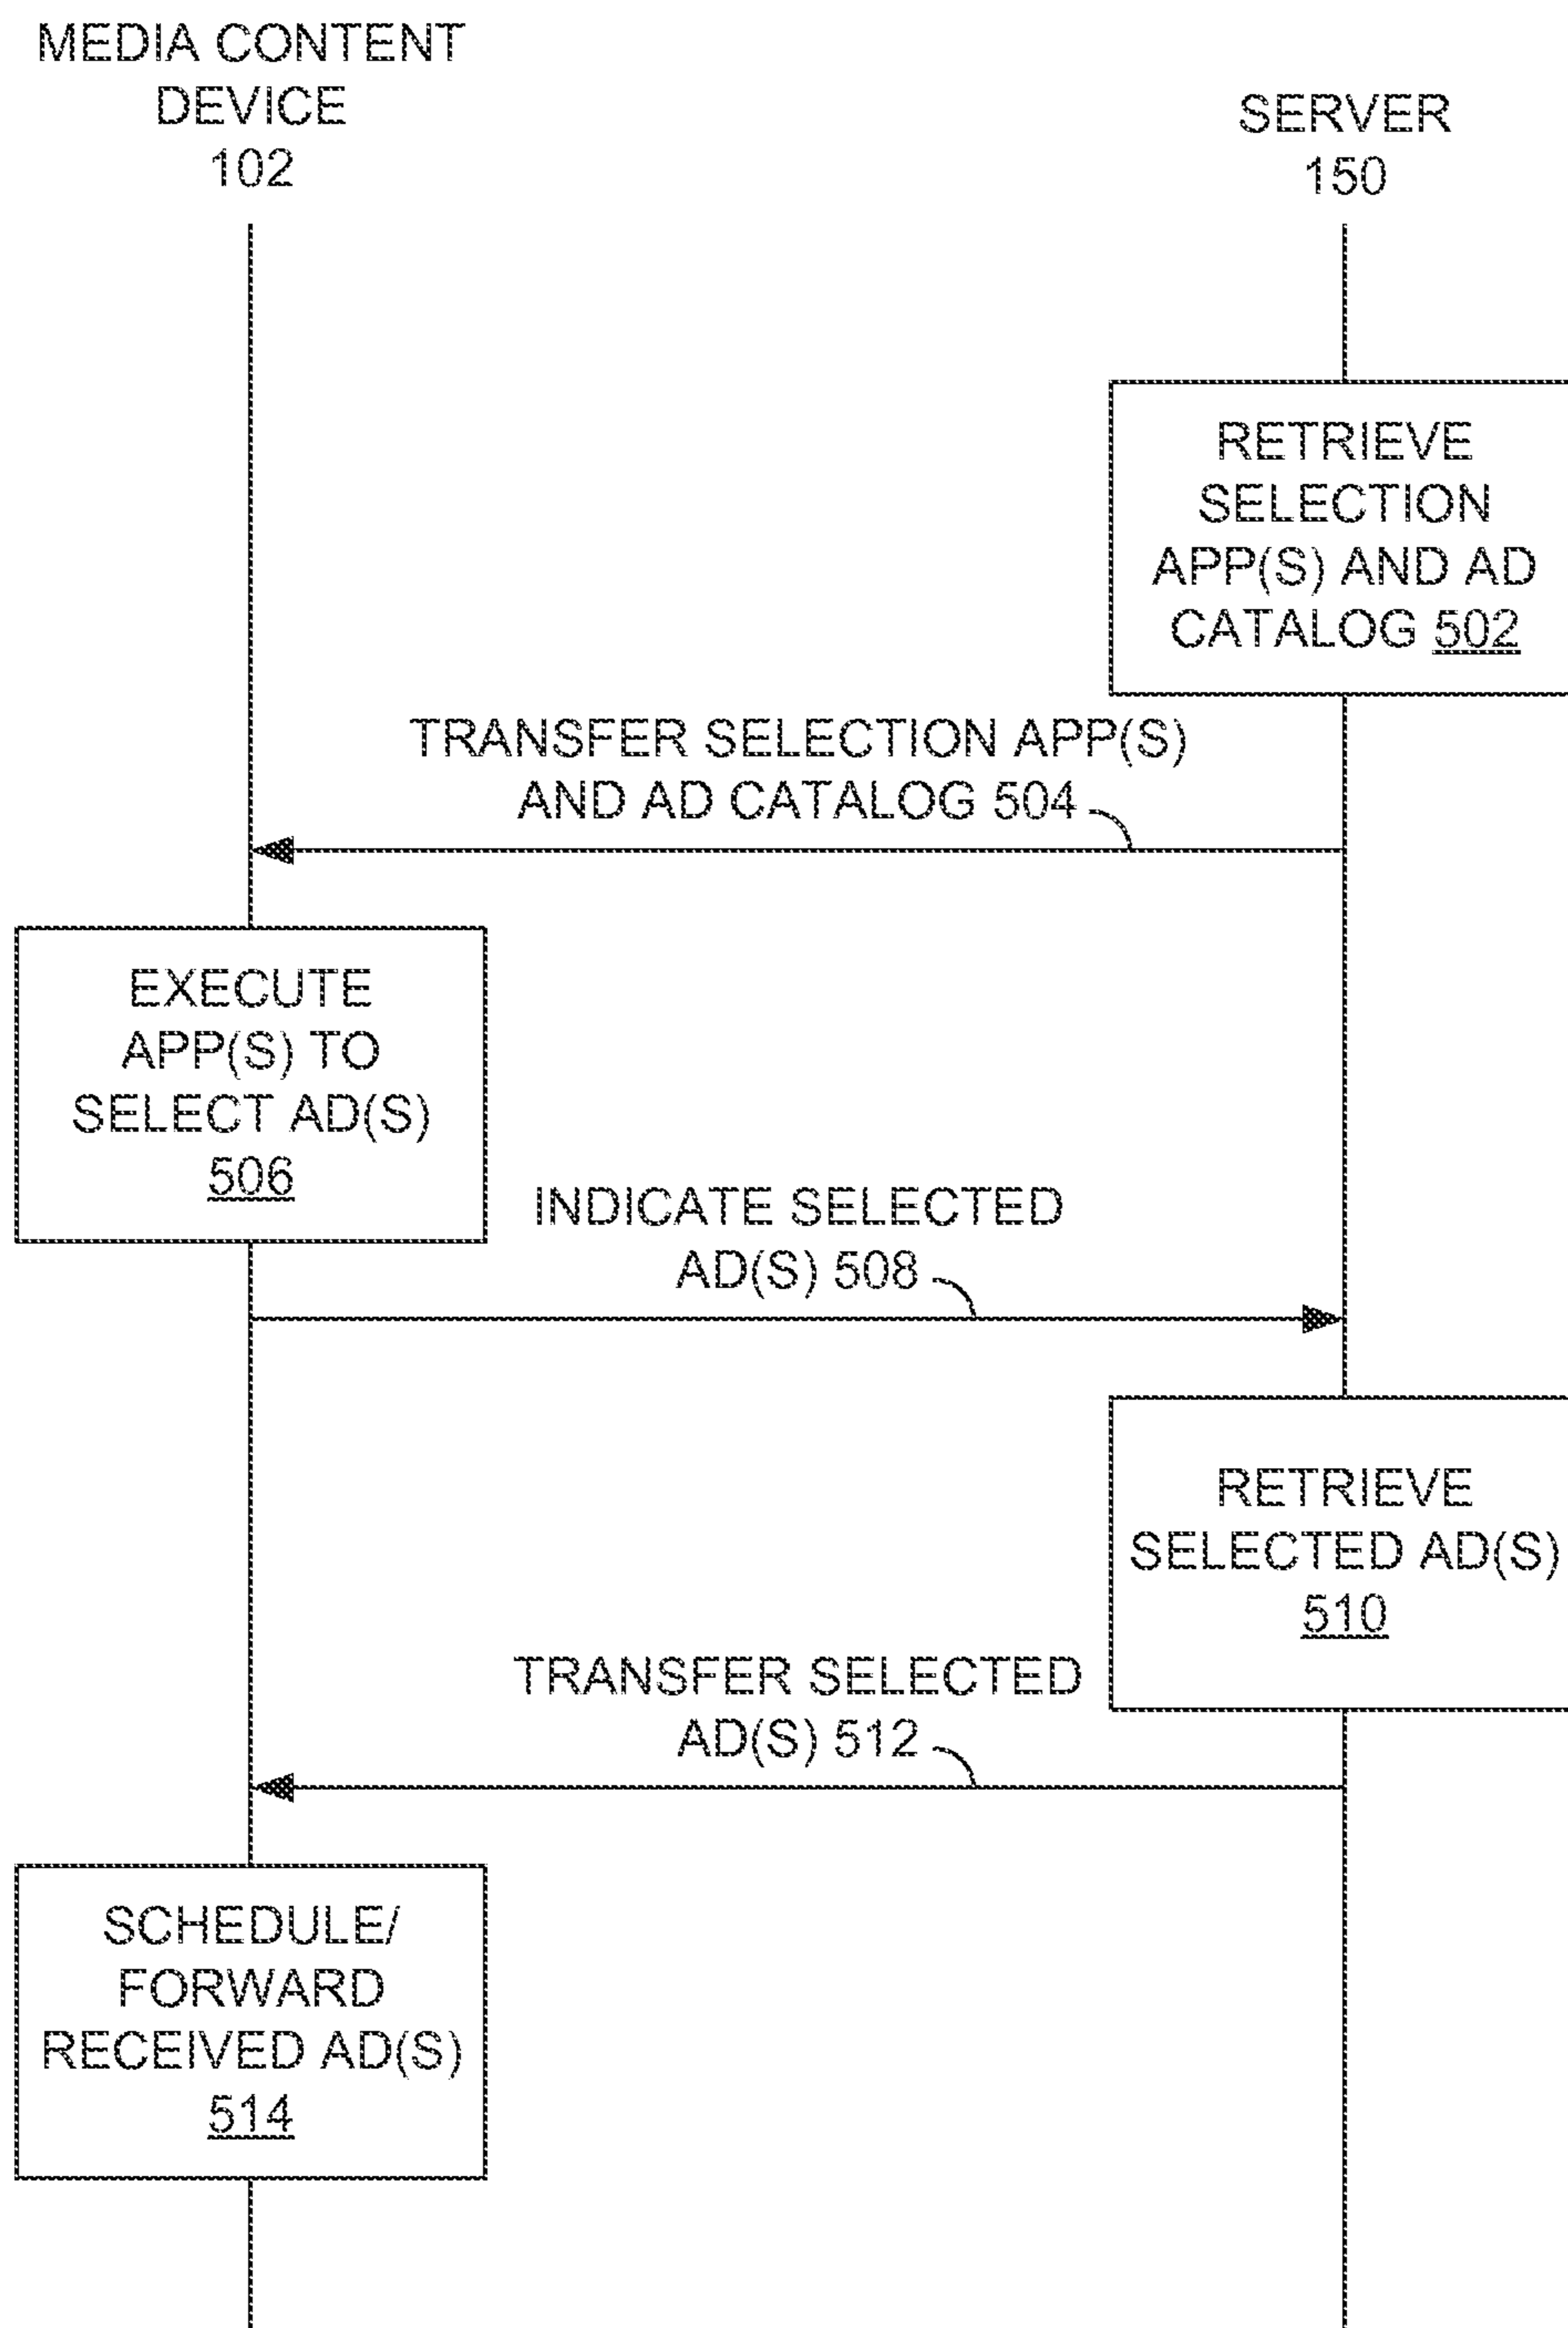 MEDIA CONTENT
DEVICE
102
SERVER
150
RETRIEVE
SELECTION
APP(S) AND AD
CATALOG 502
TRANSFER SELECTION APP(S)
AND AD CATALOG 504
EXECUTE
APP(S) TO
SELECT AD(S)
506
INDICATE SELECTED
AD(S) 508
RETRIEVE
SELECTED AD(S)
510
TRANSFER SELECTED
AD(S) 512
SCHEDULE/
FORWARD
RECEIVED AD(S)
514